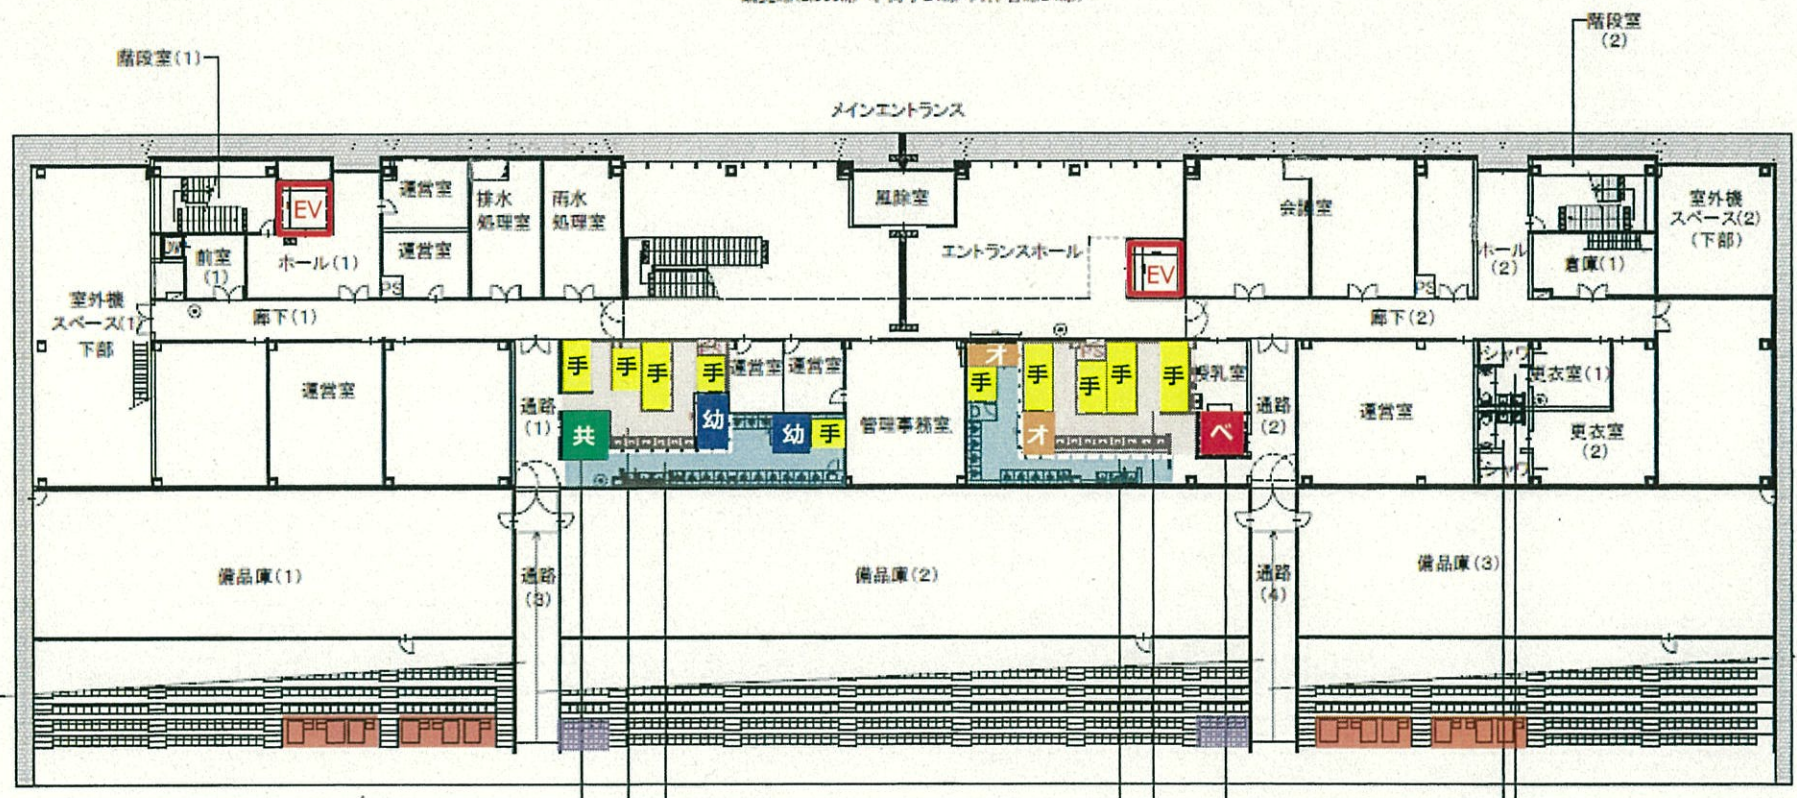 階段室
(2)
階段室(1)
メインエントランス
EV
運営室
排水
処理室
雨水
処理室
風除室
会議室
室外機
スペース(2)
(下部)
前室
(1)
ホール(1)
運営室
PS
エントランスホール
EV
PS
ホール
(2)
倉庫(1)
室外機
スペース(1)
下部
廊下(1)
廊下(2)
運営室
通路
(1)
手
手
手
手
共
幼
幼
手
運営室
運営室
管理事務室
オ
手
手
PS
手
手
手
オ
授乳室
ベ
通路
(2)
運営室
シャワ
シャワ
更衣室(1)
更衣室
(2)
備品庫(1)
通路
(3)
備品庫(2)
通路
(4)
備品庫(3)